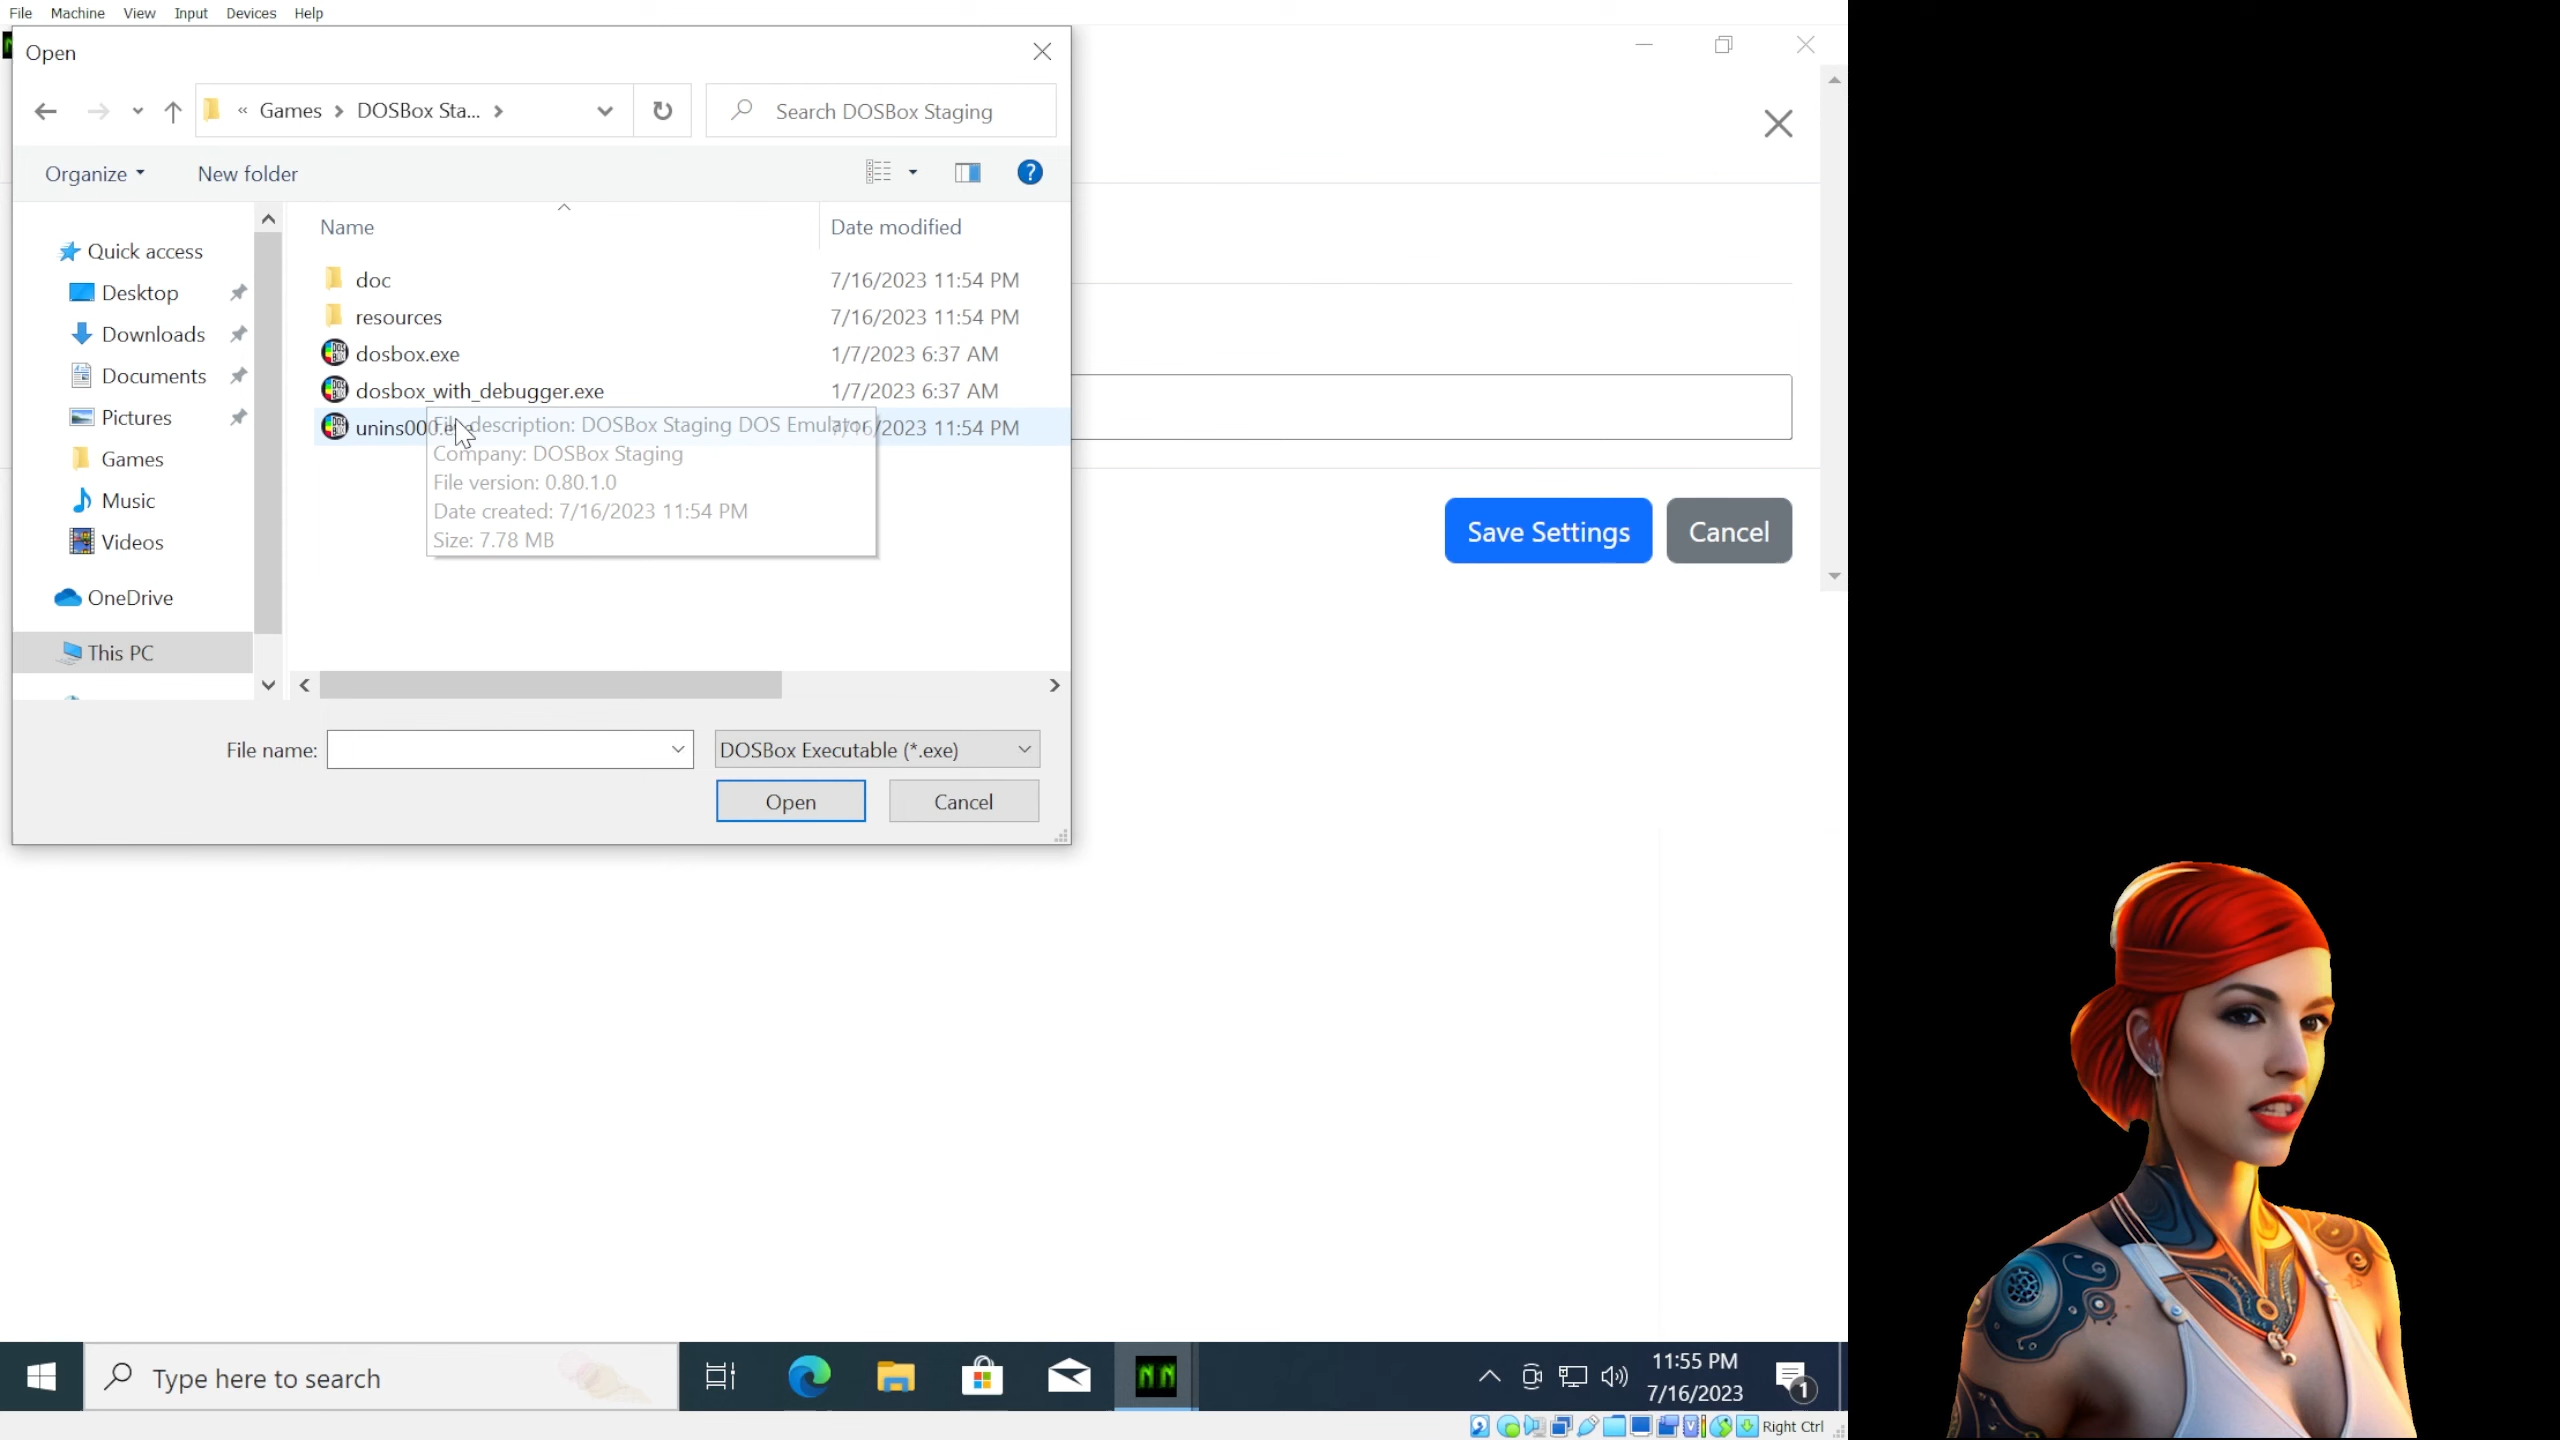 File Machine View Input Devices Help
Open
« Games > DOSBox Sta... >
Search DOSBox Staging
Organize
New folder
Name
Date modified
Quick access
Desktop
Downloads
Documents
Pictures
Games
Music
Videos
OneDrive
This PC
doc 7/16/2023 11:54 PM
resources 7/16/2023 11:54 PM
dosbox.exe 1/7/2023 6:37 AM
dosbox_with_debugger.exe 1/7/2023 6:37 AM
File description: DOSBox Staging DOS Emulator
Company: DOSBox Staging
File version: 0.80.1.0
Date created: 7/16/2023 11:54 PM
Size: 7.78 MB
Save Settings
Cancel
File name:
DOSBox Executable (*.exe)
Open
Cancel
Type here to search
11:55 PM
7/16/2023
1
Right Ctrl